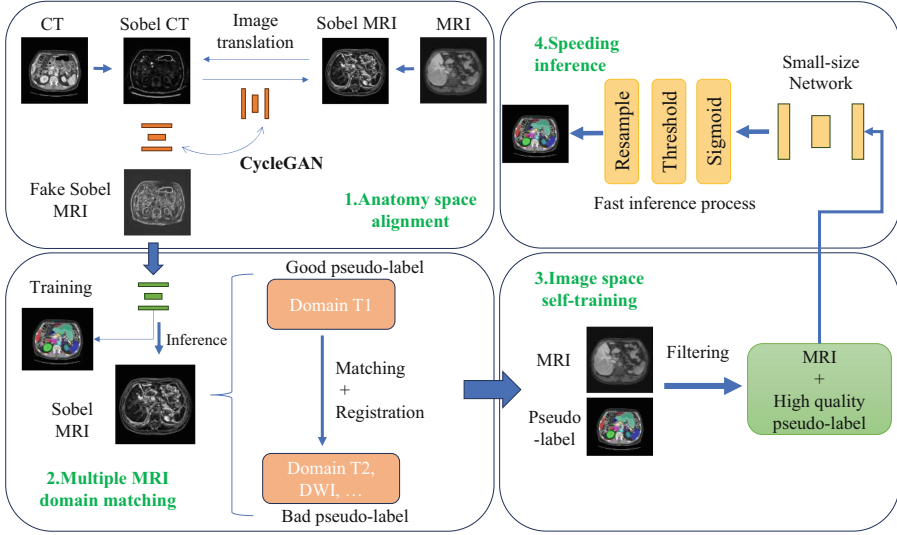 CT
Sobel CT
Image
translation
Sobel MRI
MRI
CycleGAN
Fake Sobel
MRI
1.Anatomy space
alignment
4.Speeding
inference
Small-size
Network
Resample
Threshold
Sigmoid
Fast inference process
Training
Inference
Sobel
MRI
2.Multiple MRI
domain matching
Good pseudo-label
Domain T1
Matching
+
Registration
Domain T2,
DWI, …
Bad pseudo-label
3.Image space
self-training
MRI
Filtering
Pseudo
-label
MRI
+
High quality
pseudo-label